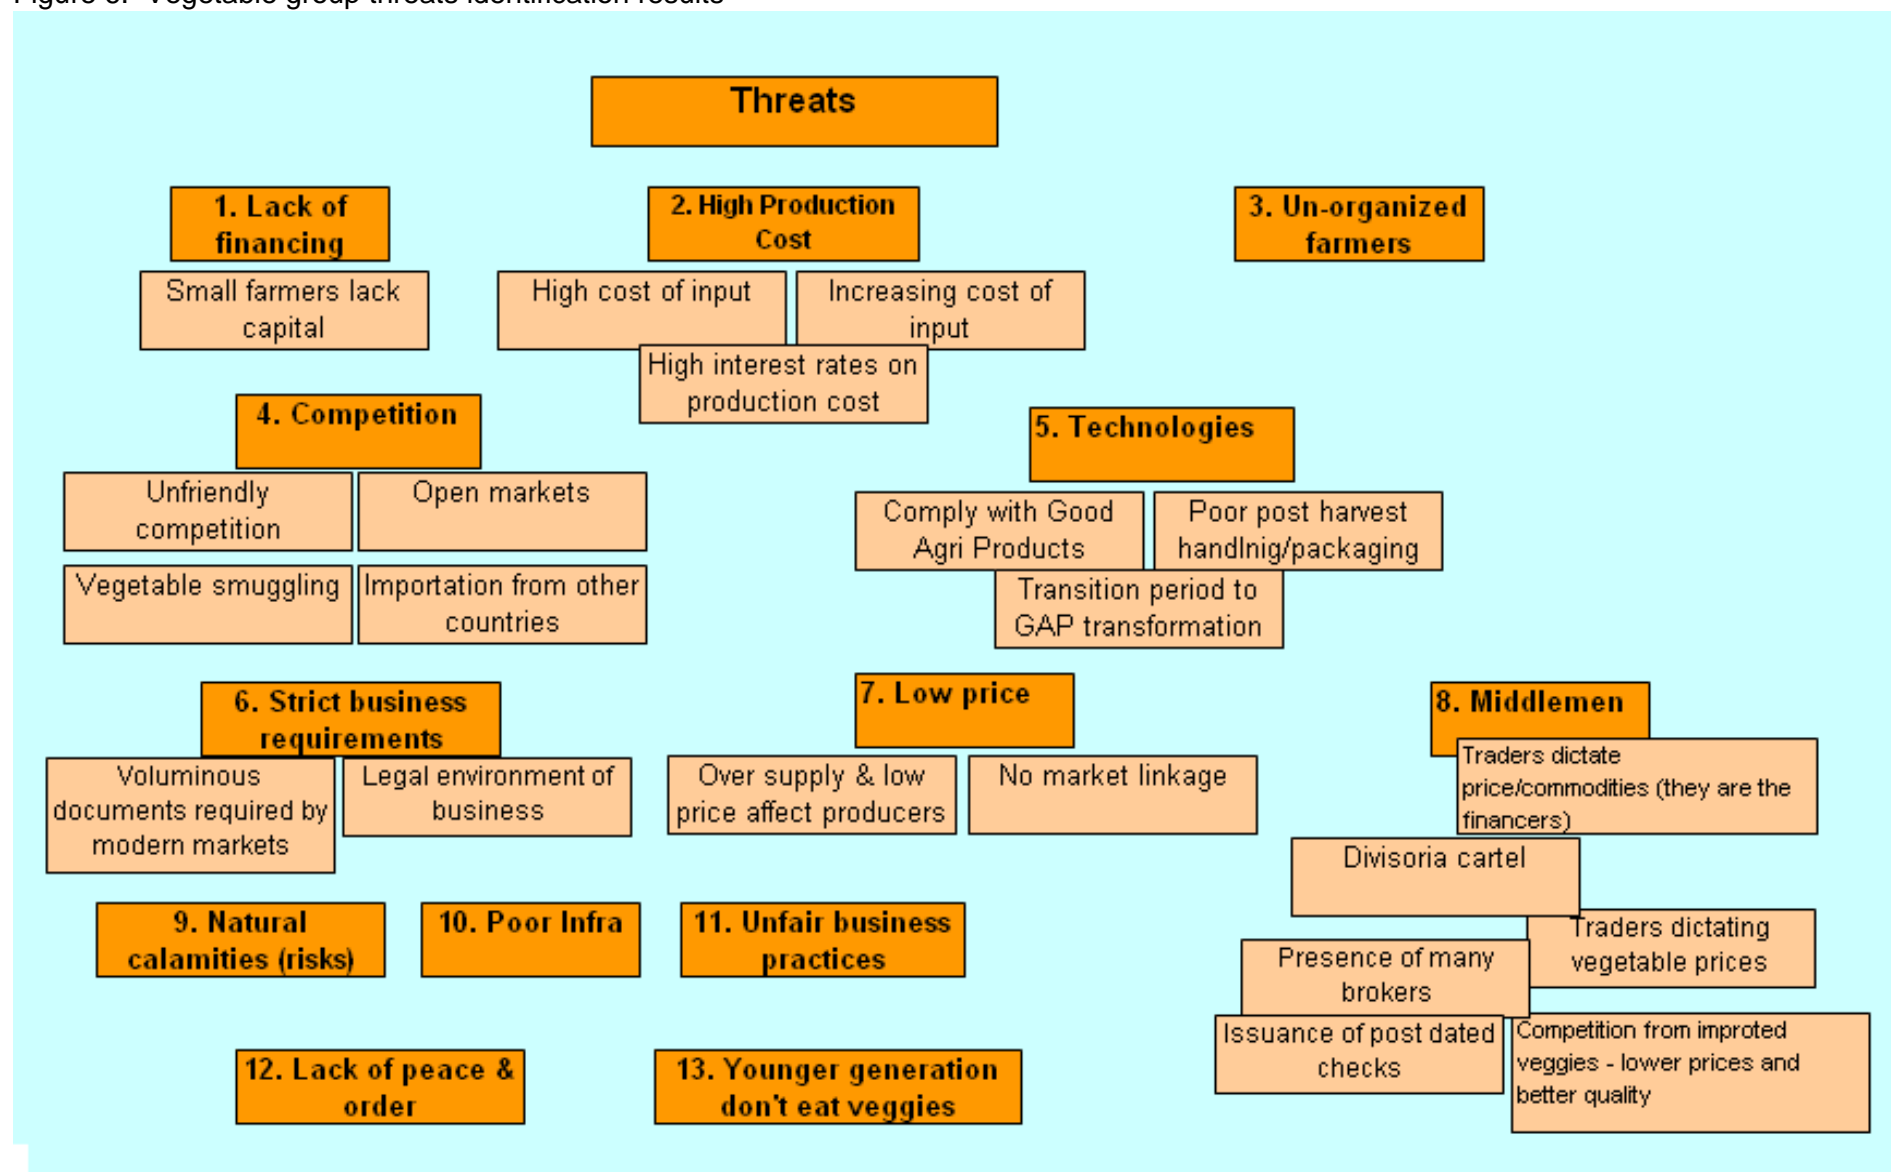 Figure 6. Vegetable group threats identification results
Threats
1. Lack of
financing
Small farmers lack
capital
2. High Production
Cost
High cost of input
Increasing cost of
input
High interest rates on
production cost
3. Un-organized
farmers
4. Competition
Unfriendly
competition
Open markets
Vegetable smuggling
Importation from other
countries
5. Technologies
Comply with Good
Agri Products
Poor post harvest
handlnig/packaging
Transition period to
GAP transformation
6. Strict business
requirements
Voluminous
documents required by
modern markets
Legal environment of
business
7. Low price
Over supply & low
price affect producers
No market linkage
8. Middlemen
Traders dictate
price/commodities (they are the
financers)
Divisoria cartel
Traders dictating
vegetable prices
Presence of many
brokers
Issuance of post dated
checks
Competition from improted
veggies - lower prices and
better quality
9. Natural
calamities (risks)
10. Poor Infra
11. Unfair business
practices
12. Lack of peace &
order
13. Younger generation
don't eat veggies